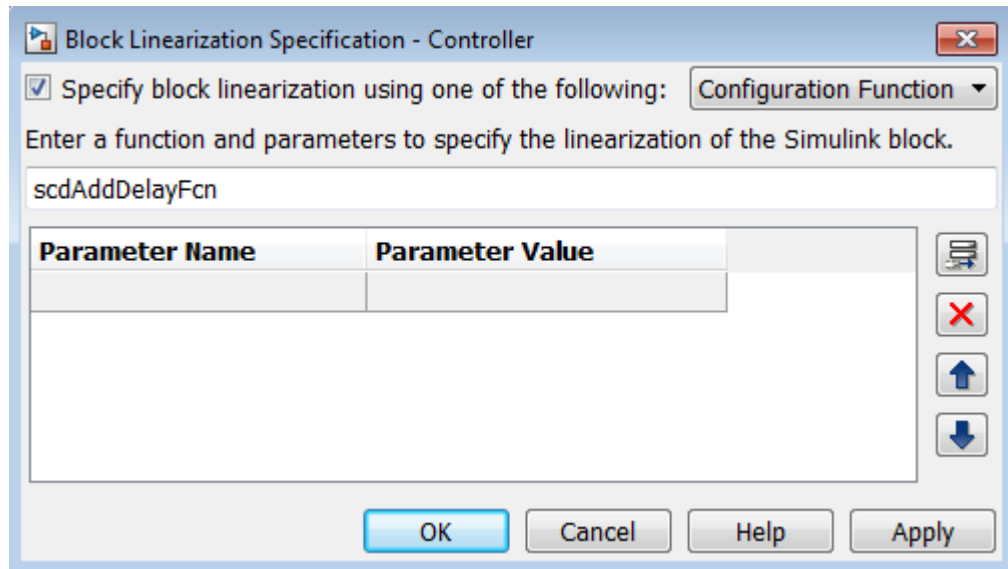 Block Linearization Specification - Controller
Specify block linearization using one of the following: Configuration Function
Enter a function and parameters to specify the linearization of the Simulink block.
scdAddDelayFcn
Parameter Name Parameter Value
OK Cancel Help Apply